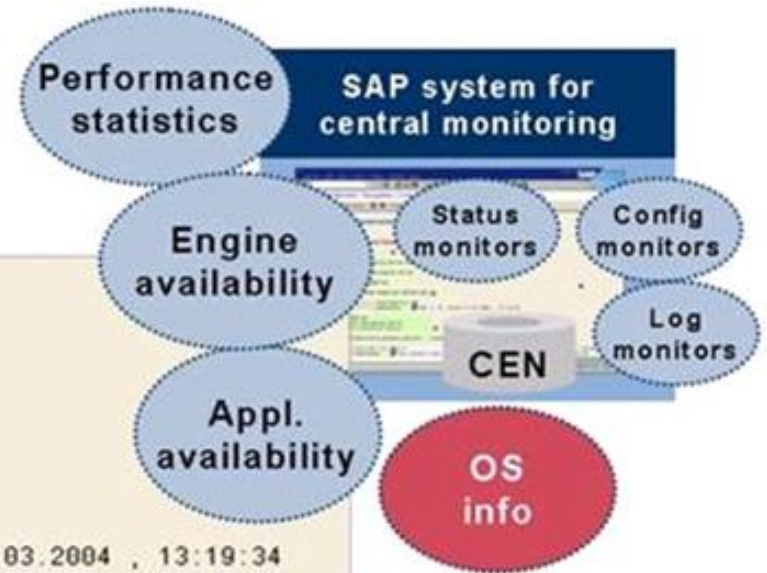 Performance
statistics
SAP system for
central monitoring
Engine
availability
Status
monitors
Config
monitors
Log
monitors
CEN
Appl.
availability
OS
info
03.2004 , 13:19:34